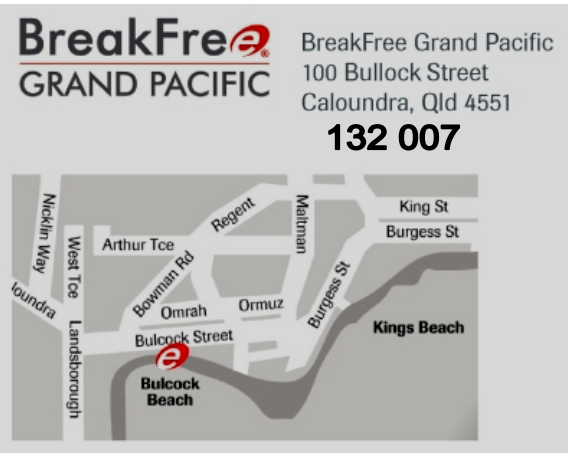 BreakFree®
GRAND PACIFIC
BreakFree Grand Pacific
100 Bullock Street
Caloundra, Qld 4551
132 007
Nicklin Way
West Tce
Arthur Tce
Regent
Maltman
King St
Burgess St
loundra
Bowman Rd
Omrah
Ormuz
Burgess St
Bulcock Street
Kings Beach
Landsborough
e
Bulcock
Beach